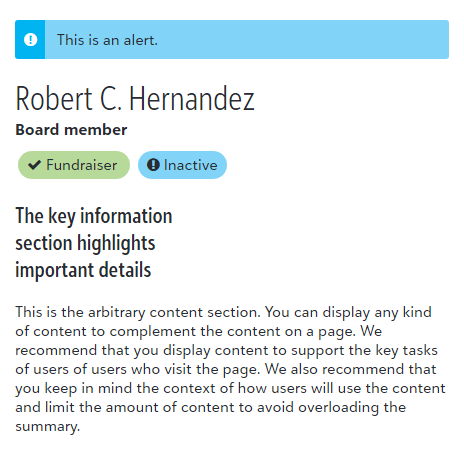 This is an alert.
Robert C. Hernandez
Board member
Fundraiser Inactive
The key information
section highlights
important details
This is the arbitrary content section. You can display any kind
of content to complement the content on a page. We
recommend that you display content to support the key tasks
of users of users who visit the page. We also recommend that
you keep in mind the context of how users will use the content
and limit the amount of content to avoid overloading the
summary.